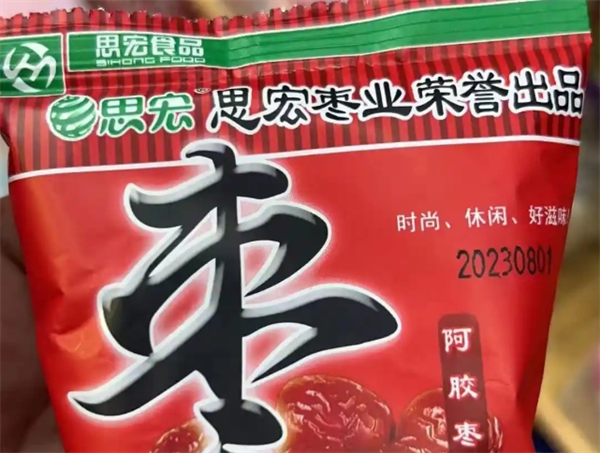 思宏食品
SIHONG FOOD
思宏 思宏枣业荣誉出品
枣
时尚、休闲、好滋味
20230801
阿胶枣